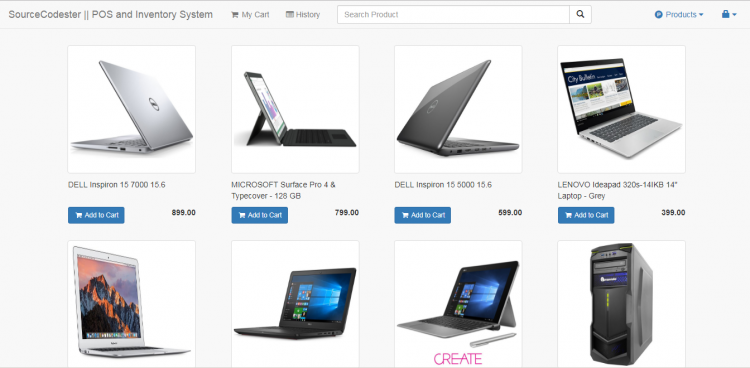 SourceCodester || POS and Inventory System
My Cart
History
Search Product
Products
City Bulletin
DELL Inspiron 15 7000 15.6
MICROSOFT Surface Pro 4 &
Typecover - 128 GB
DELL Inspiron 15 5000 15.6
LENOVO Ideapad 320s-14IKB 14"
Laptop - Grey
Add to Cart
899.00
Add to Cart
799.00
Add to Cart
599.00
Add to Cart
399.00
CREATE